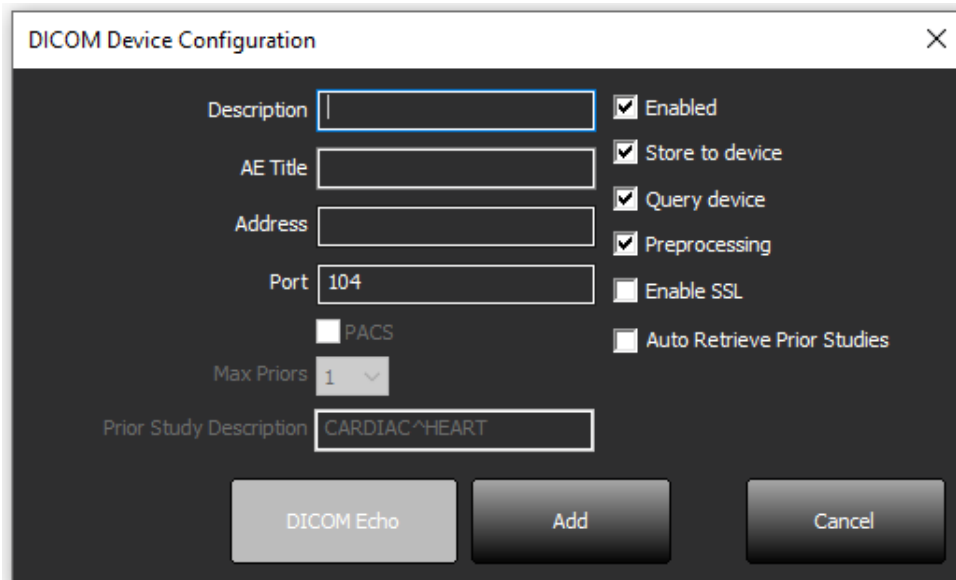 DICOM Device Configuration
Description
Enabled
AE Title
Store to device
Address
Query device
Preprocessing
Port 104
Enable SSL
PACS
Auto Retrieve Prior Studies
Max Priors 1
Prior Study Description CARDIAC^HEART
DICOM Echo Add Cancel